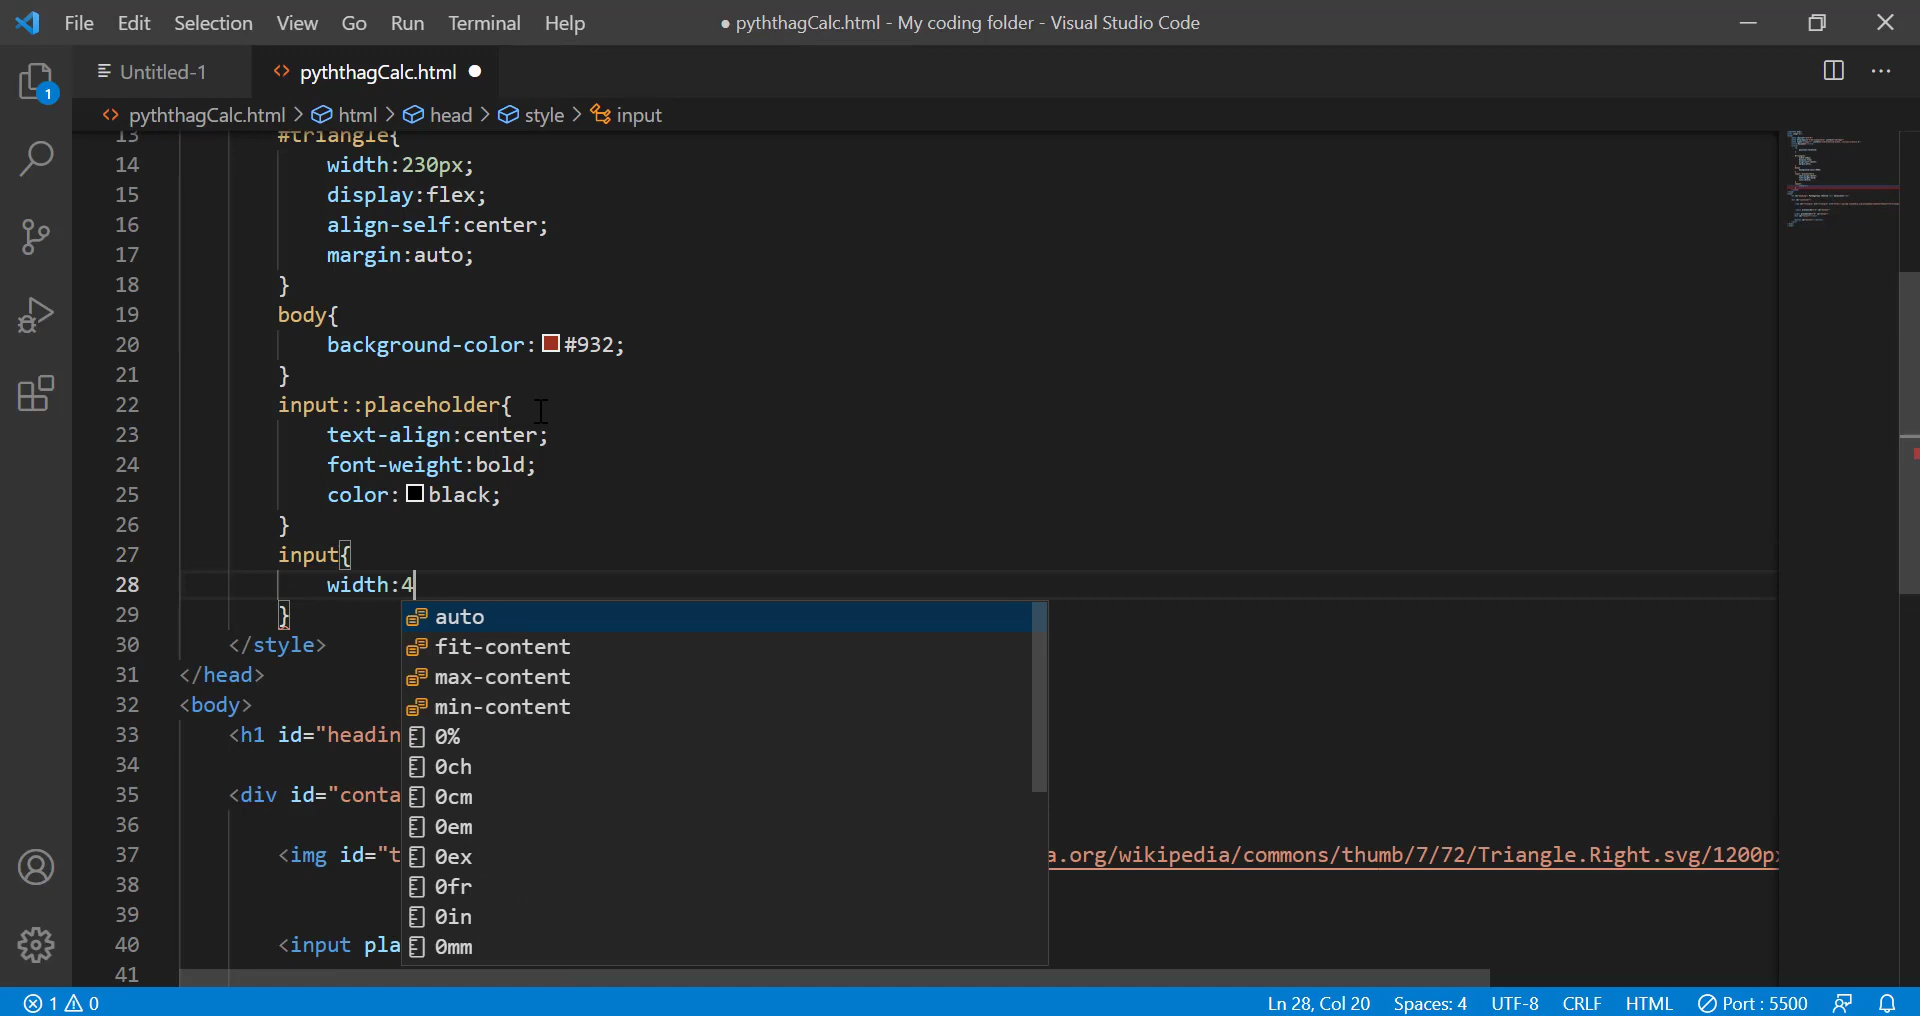 File Edit Selection View Go Run Terminal Help
● pyththagCalc.html - My coding folder - Visual Studio Code
1
Untitled-1
pyththagCalc.html ●
pyththagCalc.html > html > head > style > input
13 #triangle{
14 width:230px;
15 display:flex;
16 align-self:center;
17 margin:auto;
18 }
19 body{
20 background-color:#932;
21 }
22 input::placeholder{
23 text-align:center;
24 font-weight:bold;
25 color:black;
26 }
27 input{
28 width:4
29 }
30 </style>
31 </head>
32 <body>
33 <h1 id="headin
34
35 <div id="conta
36
37 <img id="t a.org/wikipedia/commons/thumb/7/72/Triangle.Right.svg/1200p
38
39
40 <input pla
41
auto
fit-content
max-content
min-content
0%
0ch
0cm
0em
0ex
0fr
0in
0mm
1 0
Ln 28, Col 20 Spaces: 4 UTF-8 CRLF HTML Port : 5500